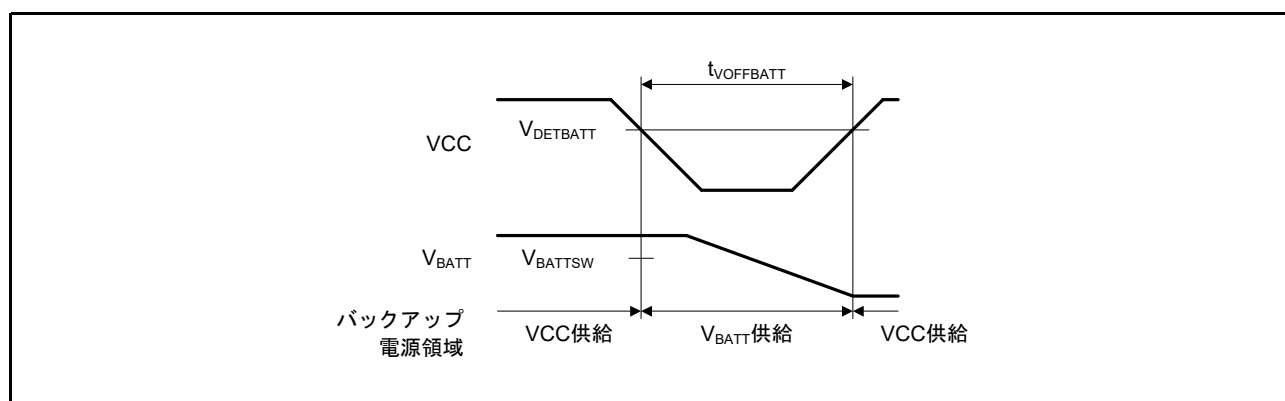 tVOFFBATT
VCC
VDETBATT
VBATT
VBATTSW
バックアップ
電源領域
VCC供給
VBATT供給
VCC供給